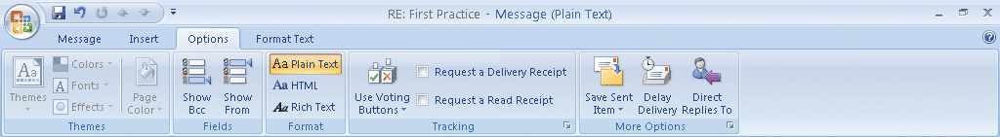 RE: First Practice - Message (Plain Text)
Message Insert Options Format Text
Aa Colors Aa Plain Text
A Fonts Aa HTML Request a Delivery Receipt
Themes Effects Page Color Show Bcc Show From Aa Rich Text Use Voting Buttons Request a Read Receipt Save Sent Item Delay Delivery Direct Replies To
Themes Fields Format Tracking More Options